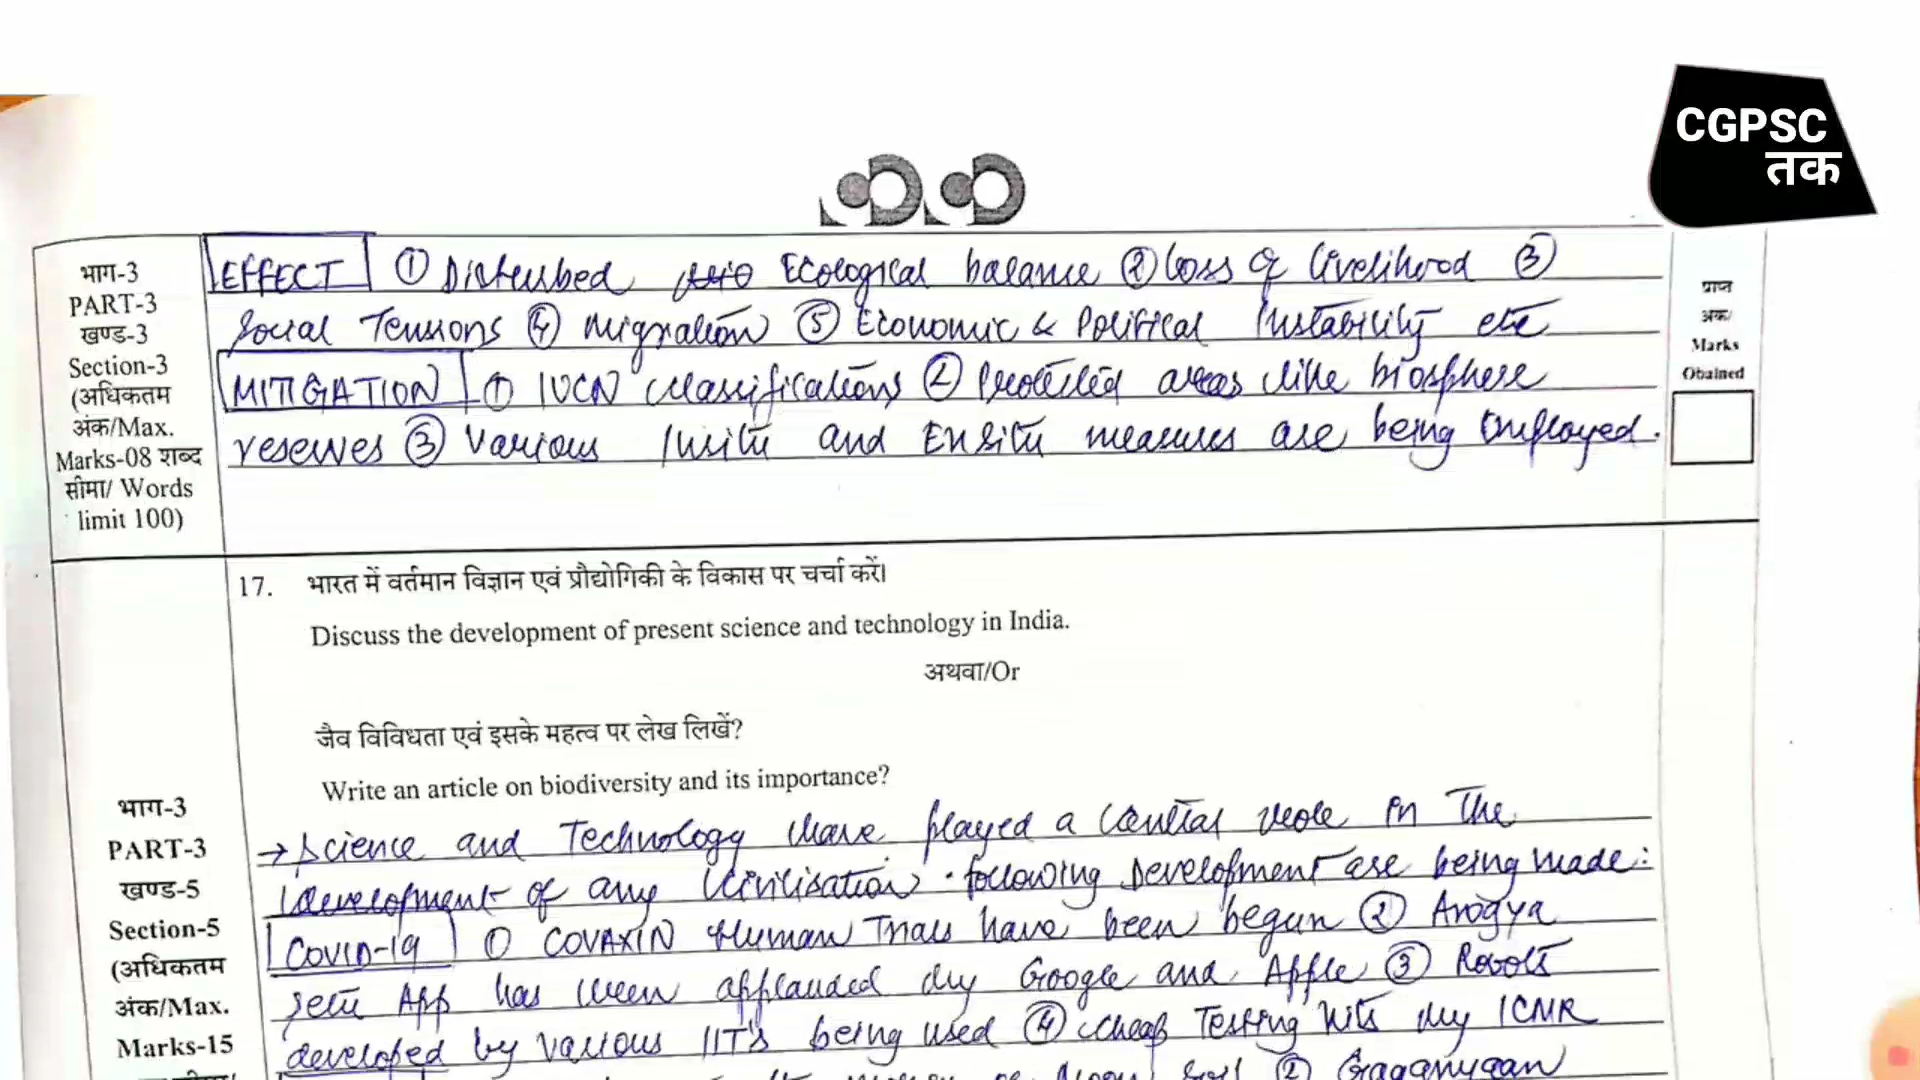 CGPSC
तक
भाग-3
PART-3
खण्ड-3
Section-3
(अधिकतम
अंक/Max.
Marks-08 शब्द
सीमा/ Words
limit 100)
EFFECT ① Disturbed Ecological balance ② Loss of livelihood ③
Social Tensions ④ Migration ⑤ Economic & Political Instability etc
MITIGATION ① IUCN classifications ② Protected areas like biosphere
reserves ③ Various Insitu and Exsitu measures are being employed.
प्राप्त
अंक/
Marks
Obained
17. भारत में वर्तमान विज्ञान एवं प्रौद्योगिकी के विकास पर चर्चा करें।
Discuss the development of present science and technology in India.
अथवा/Or
जैव विविधता एवं इसके महत्व पर लेख लिखें?
Write an article on biodiversity and its importance?
भाग-3
PART-3
खण्ड-5
Section-5
(अधिकतम
अंक/Max.
Marks-15
→ Science and Technology have played a central role in the
development of any civilisation. following Development are being made:
COVID-19 ① COVAXIN Human Trials have been begun ② Arogya
Setu App has been applauded by Google and Apple ③ Robots
developed by various IIT's being used ④ cheap Testing kits by ICMR
② Gaganyaan